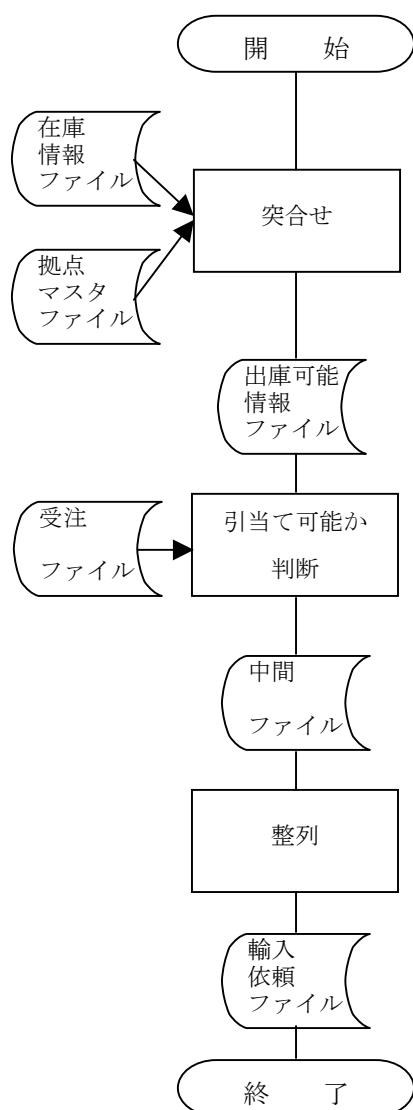 開　　始
在庫
情報
ファイル
突合せ
拠点
マスタ
ファイル
出庫可能
情報
ファイル
受注
ファイル
引当て可能か
判断
中間
ファイル
整列
輸入
依頼
ファイル
終　　了